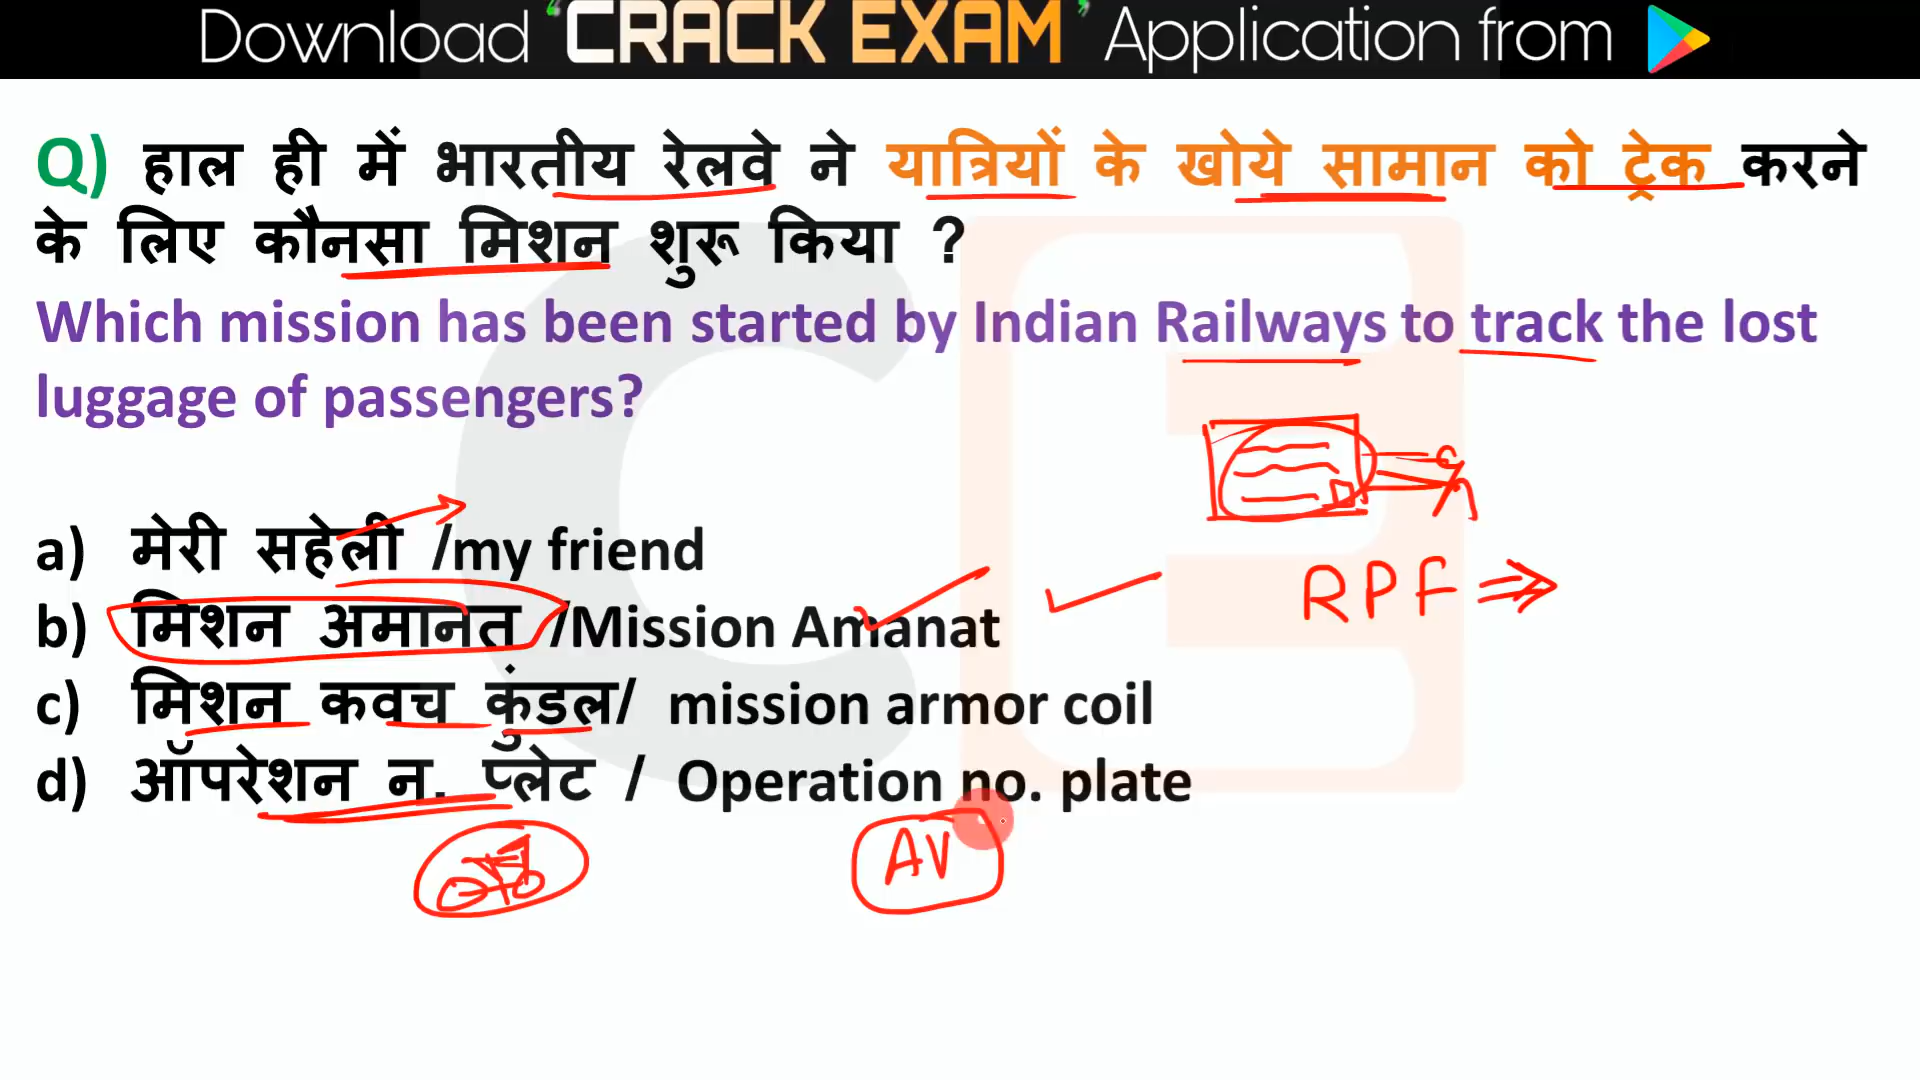 Download ‘CRACK EXAM’ Application from
Q) हाल ही में भारतीय रेलवे ने यात्रियों के खोये सामान को ट्रेक करने
के लिए कौनसा मिशन शुरू किया ?
Which mission has been started by Indian Railways to track the lost
luggage of passengers?
a) मेरी सहेली /my friend
b) मिशन अमानत /Mission Amanat
RPF
c) मिशन कवच कुंडल/ mission armor coil
d) ऑपरेशन न. प्लेट / Operation no. plate
AV